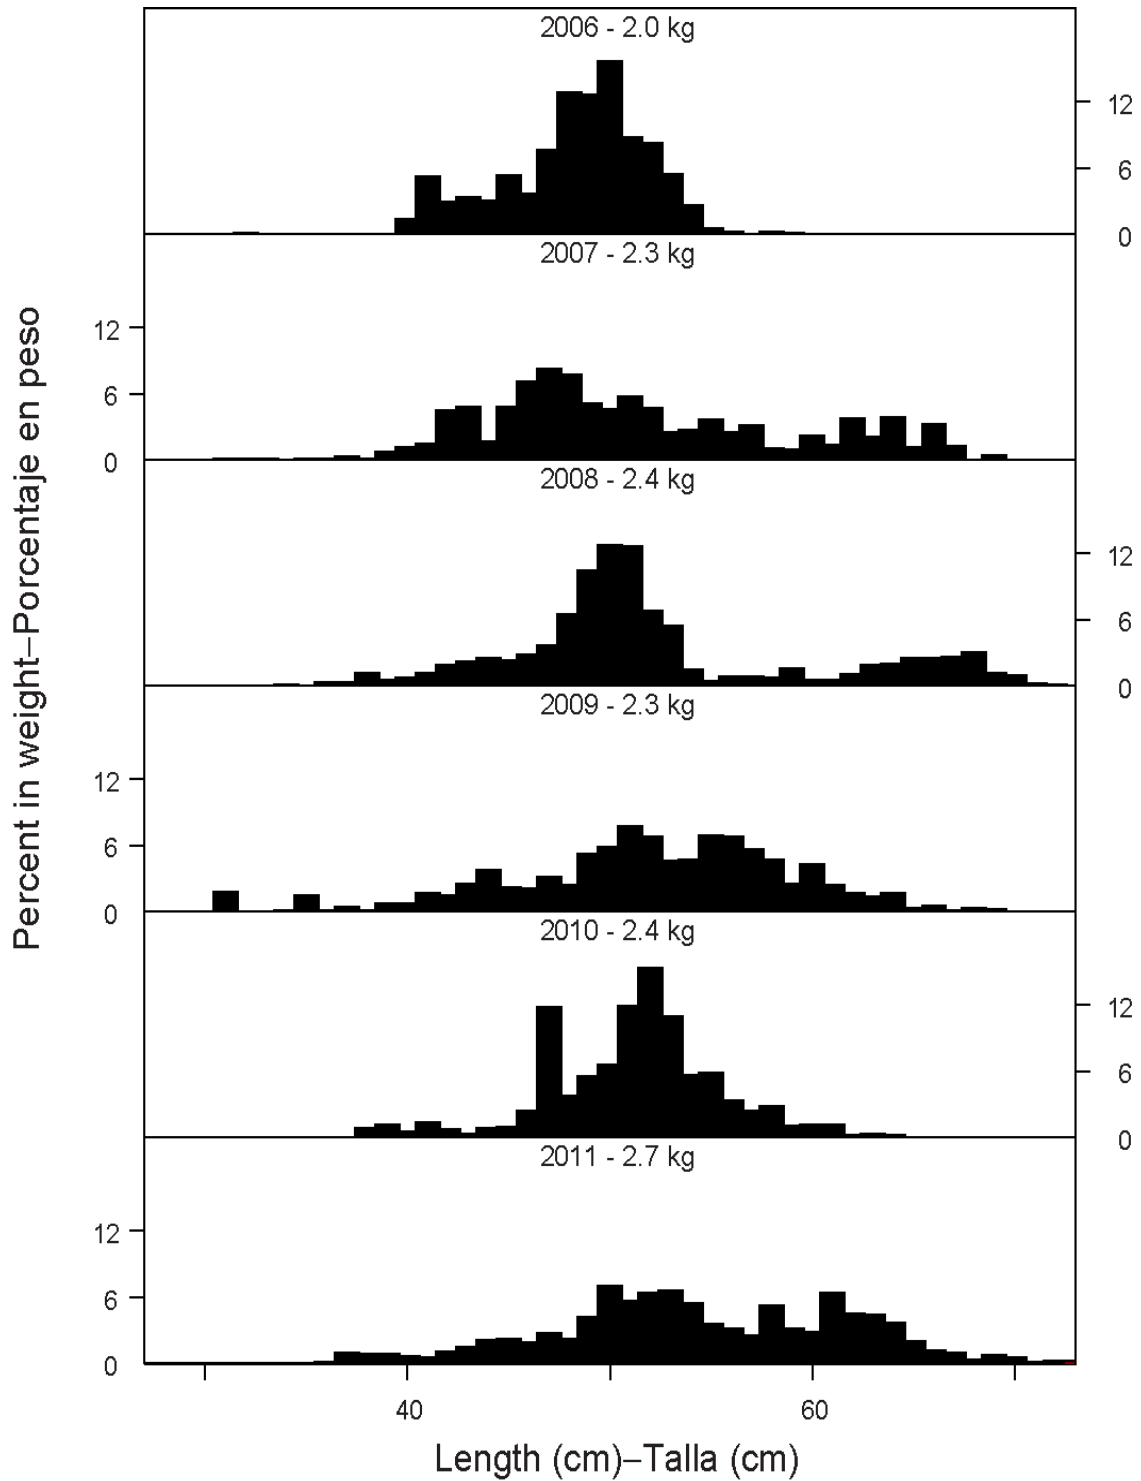 2006 - 2.0 kg
12
6
0
2007 - 2.3 kg
12
6
0
2008 - 2.4 kg
12
6
0
2009 - 2.3 kg
12
6
0
2010 - 2.4 kg
12
6
0
2011 - 2.7 kg
12
6
0
40 60
Length (cm)–Talla (cm)
Percent in weight–Porcentaje en peso